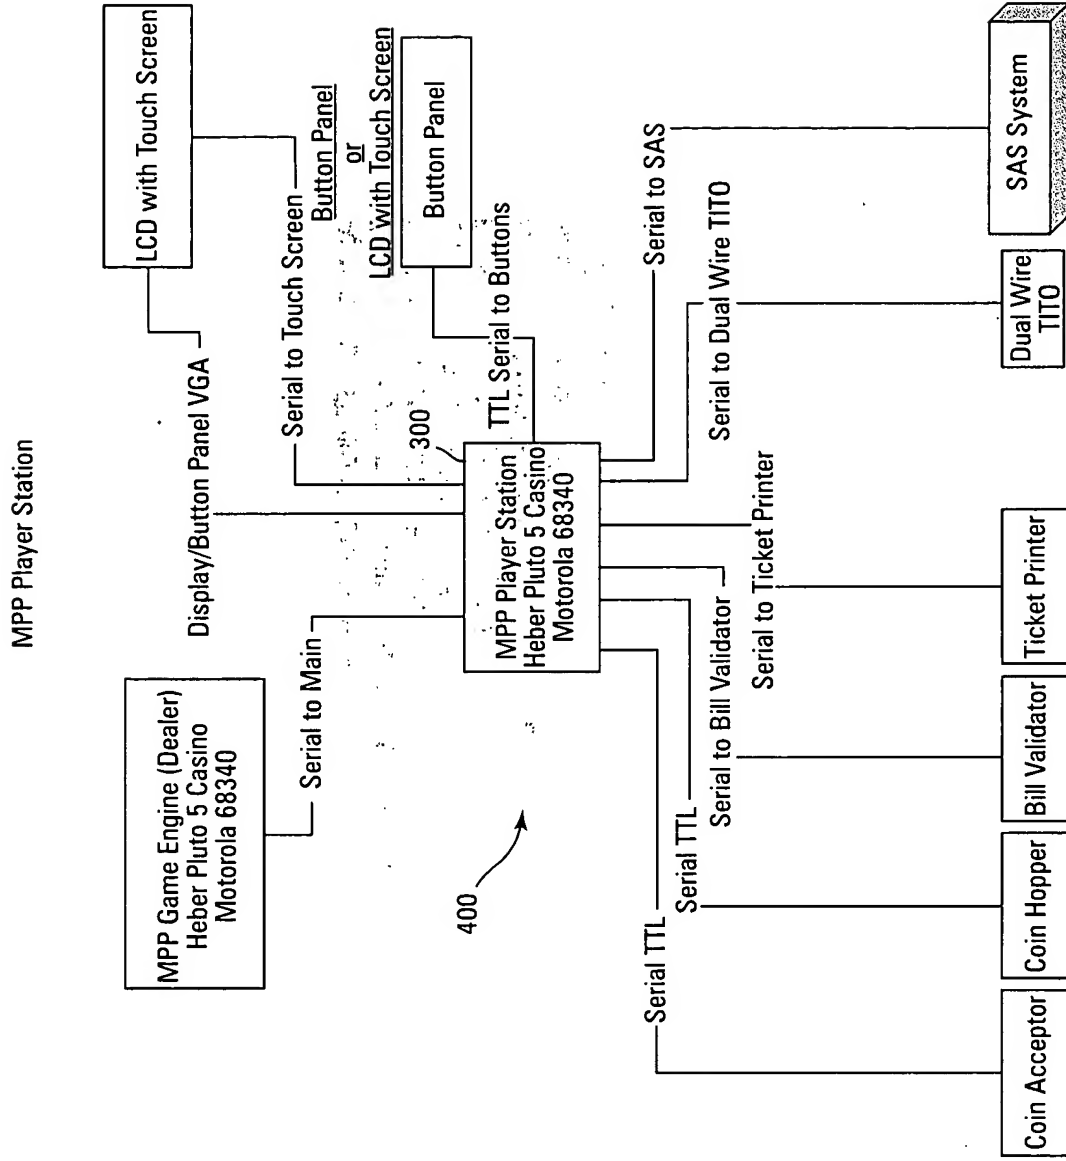 MPP Player Station
MPP Game Engine (Dealer)
Heber Pluto 5 Casino
Motorola 68340
Serial to Main
LCD with Touch Screen
Display/Button Panel VGA
Serial to Touch Screen
Button Panel
or
LCD with Touch Screen
Button Panel
TTL Serial to Buttons
300
MPP Player Station
Heber Pluto 5 Casino
Motorola 68340
400
Serial TTL
Serial TTL
Serial to Bill Validator
Serial to Ticket Printer
Serial to Dual Wire TITO
Serial to SAS
Coin Acceptor
Coin Hopper
Bill Validator
Ticket Printer
Dual Wire
TITO
SAS System